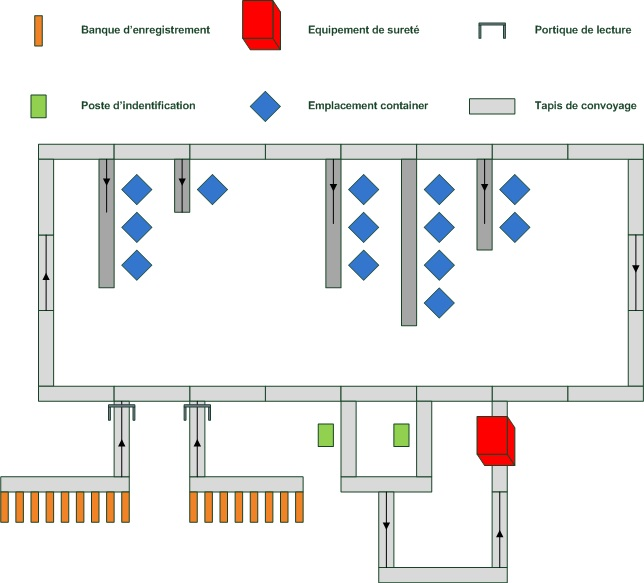 Banque d'enregistrement
Equipement de sureté
Portique de lecture
Poste d'indentification
Emplacement container
Tapis de convoyage